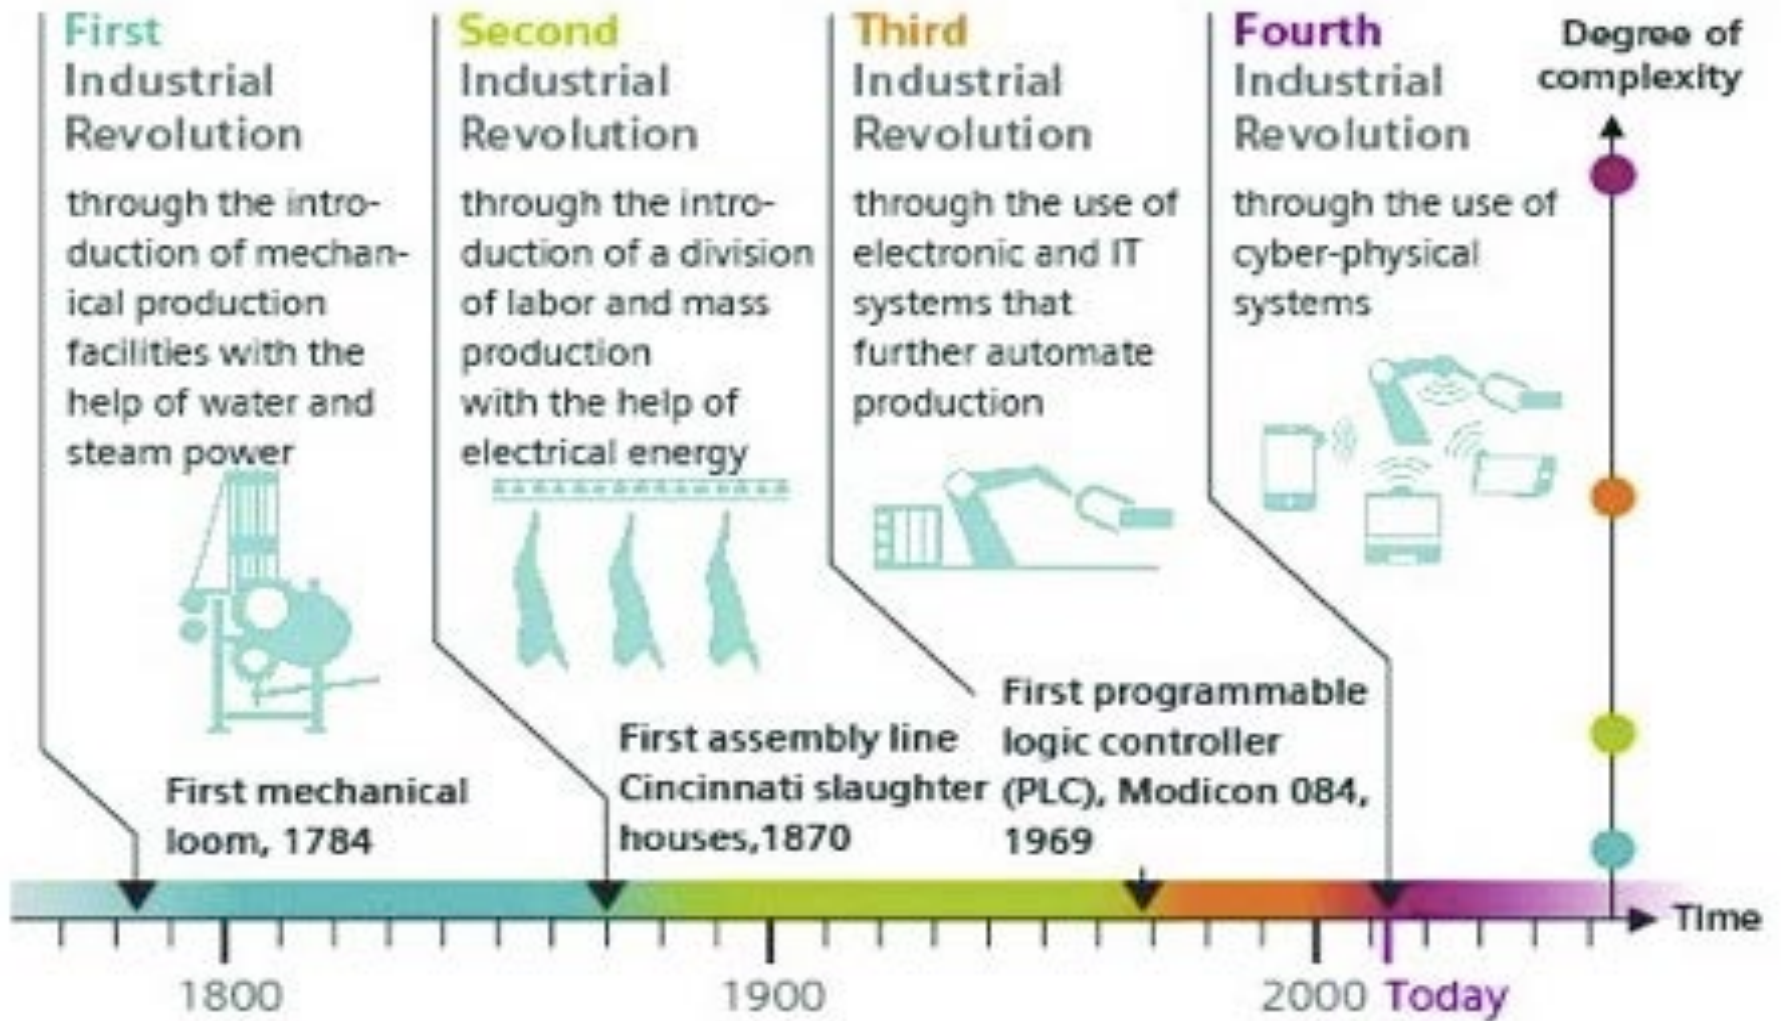 First
Industrial
Revolution
through the intro-
duction of mechan-
ical production
facilities with the
help of water and
steam power
First mechanical
loom, 1784
Second
Industrial
Revolution
through the intro-
duction of a division
of labor and mass
production
with the help of
electrical energy
First assembly line
Cincinnati slaughter
houses,1870
Third
Industrial
Revolution
through the use of
electronic and IT
systems that
further automate
production
First programmable
logic controller
(PLC), Modicon 084,
1969
Fourth
Industrial
Revolution
through the use of
cyber-physical
systems
Degree of
complexity
Time
1800
1900
2000
Today